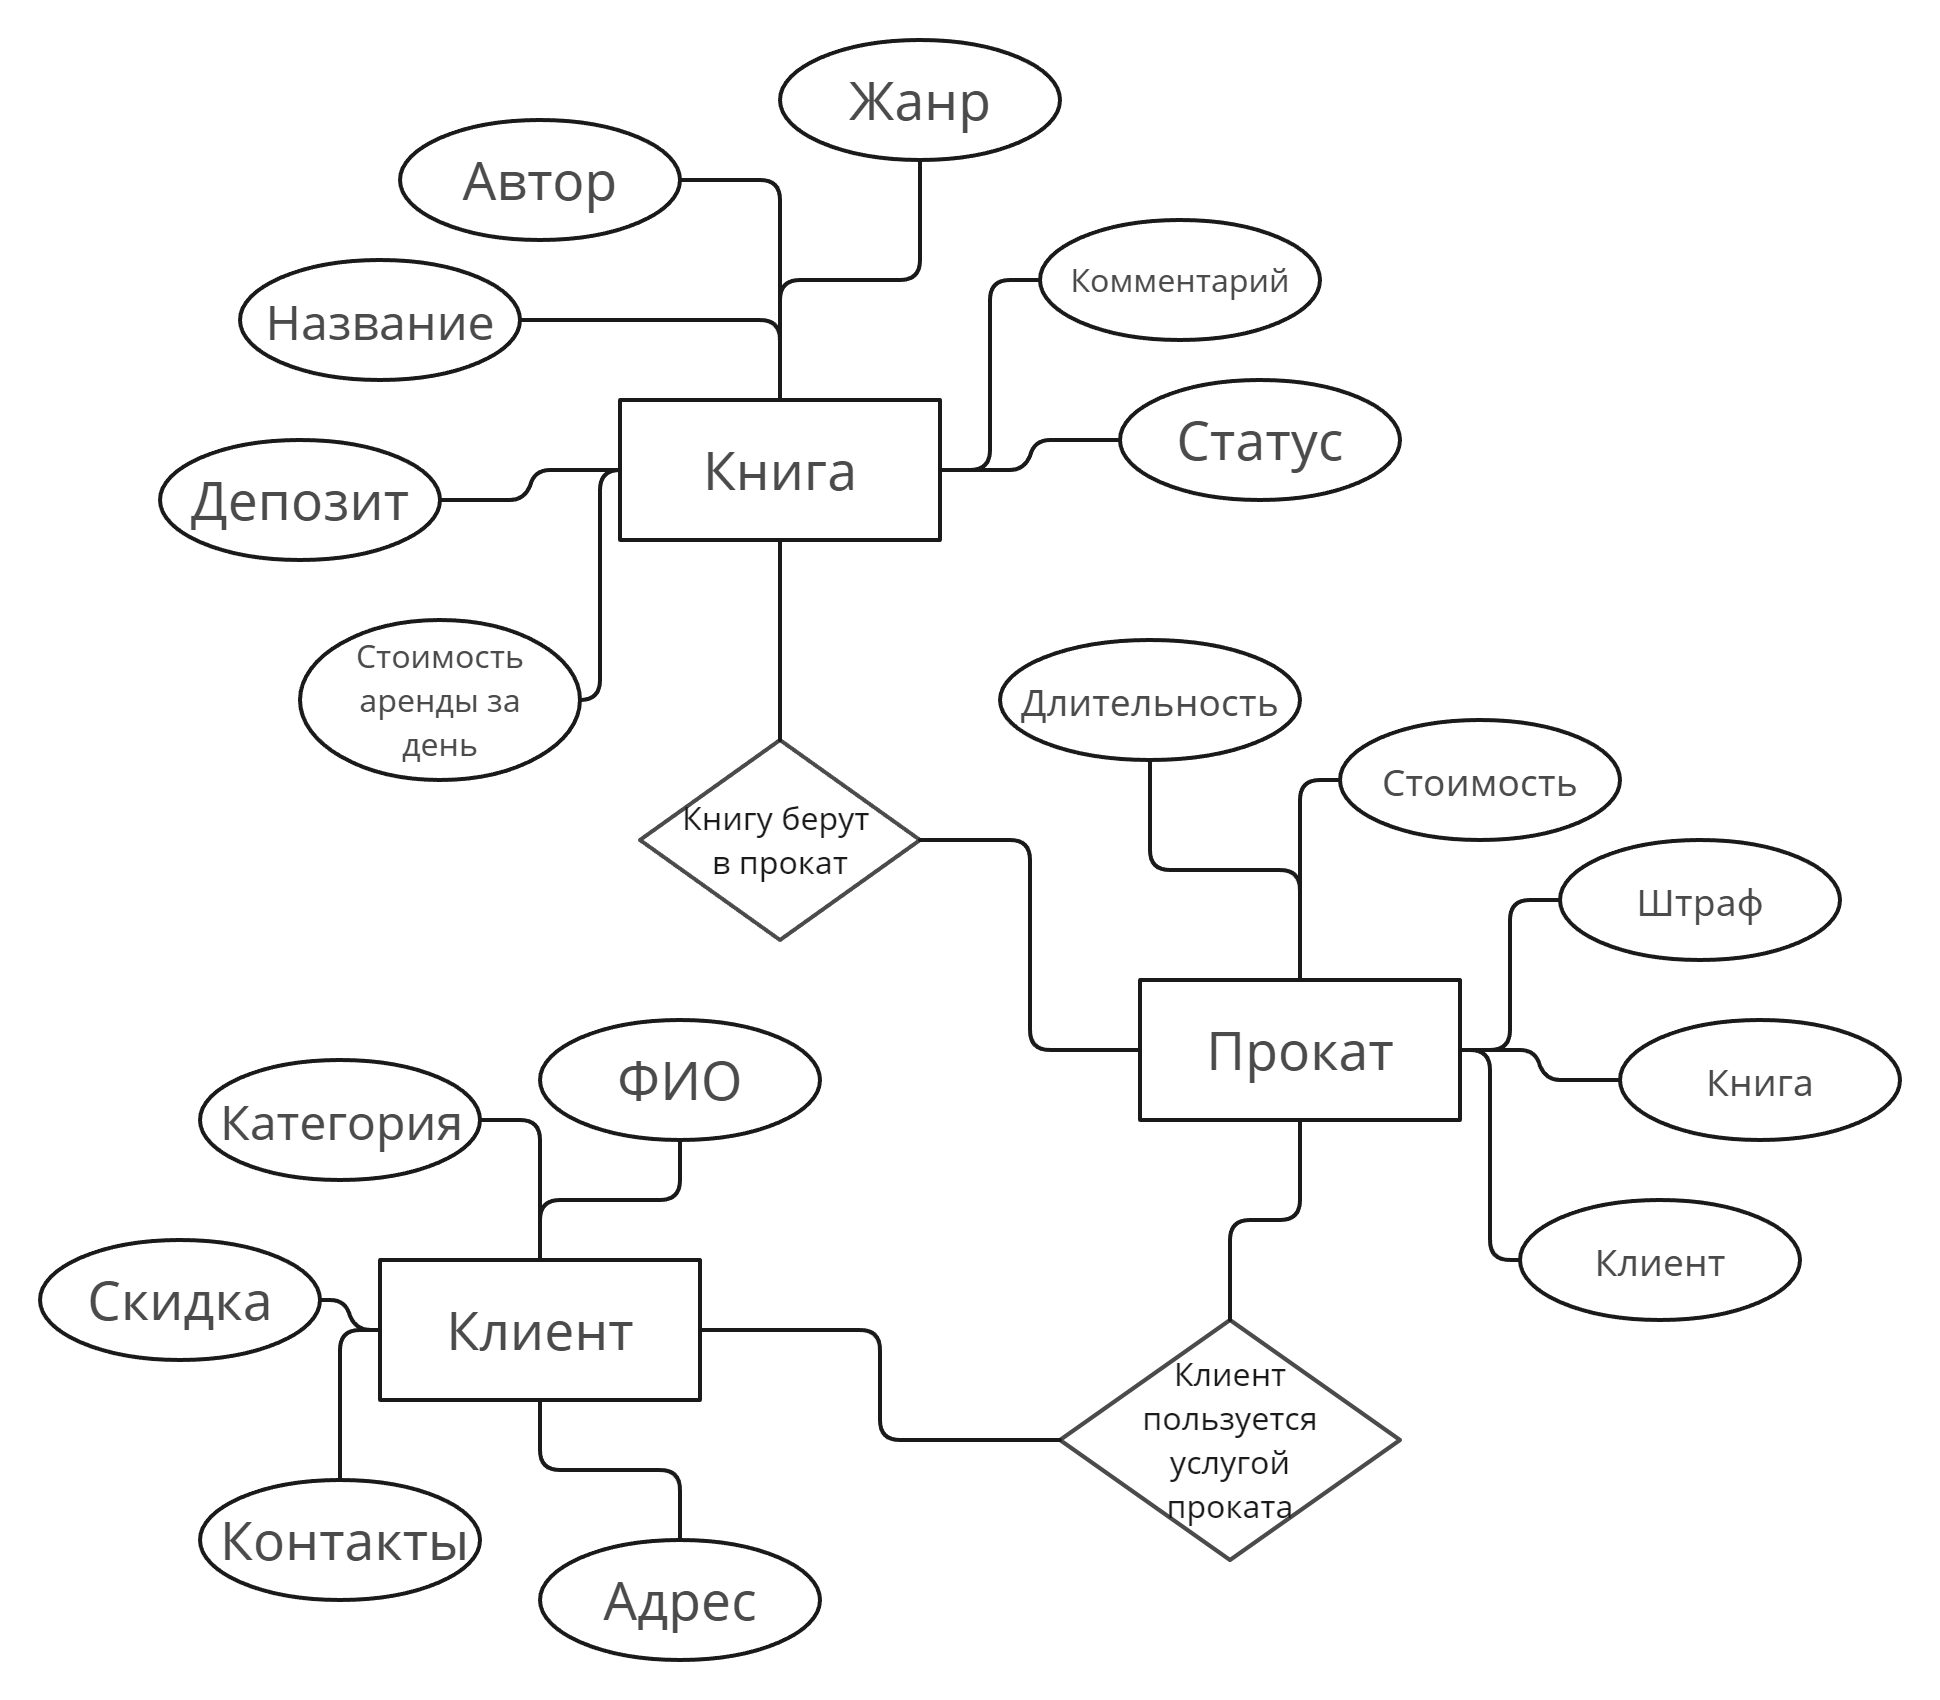 Жанр
Автор
Комментарий
Название
Статус
Книга
Депозит
Стоимость
аренды за
день
Длительность
Стоимость
Книгу берут
в прокат
Штраф
Прокат
Книга
ФИО
Категория
Клиент
Скидка
Клиент
Клиент
пользуется
услугой
проката
Контакты
Адрес